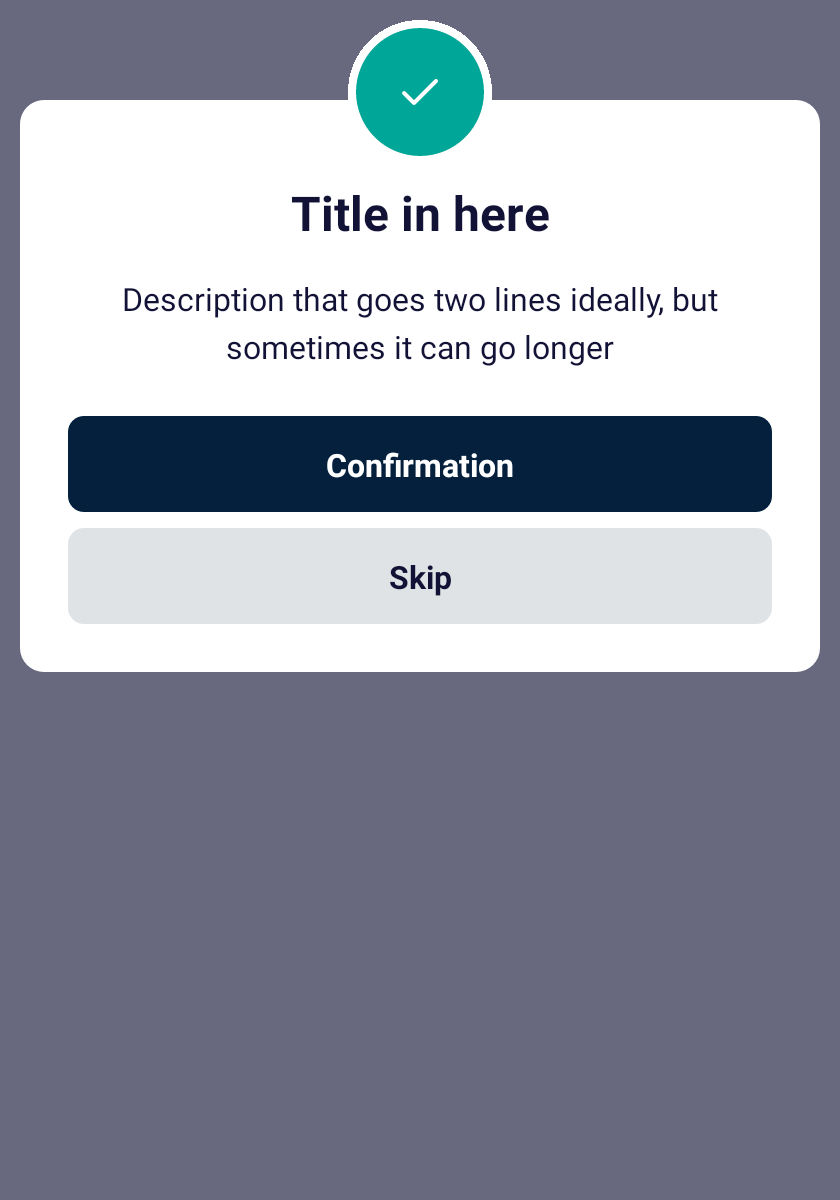 Title in here
Description that goes two lines ideally, but
sometimes it can go longer
Confirmation
Skip